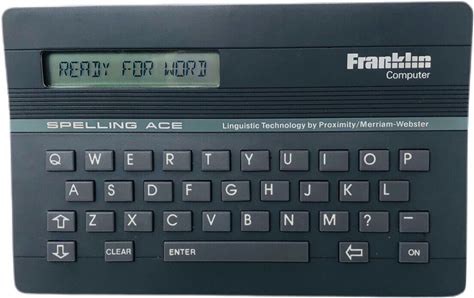 READY FOR WORD
Franklin
Computer
SPELLING ACE
Linguistic Technology by Proximity/Merriam-Webster
Q W E R T Y U I O P
A S D F G H J K L
⇧ Z X C V B N M ?* –
⇩ CLEAR ENTER ⇦ ON